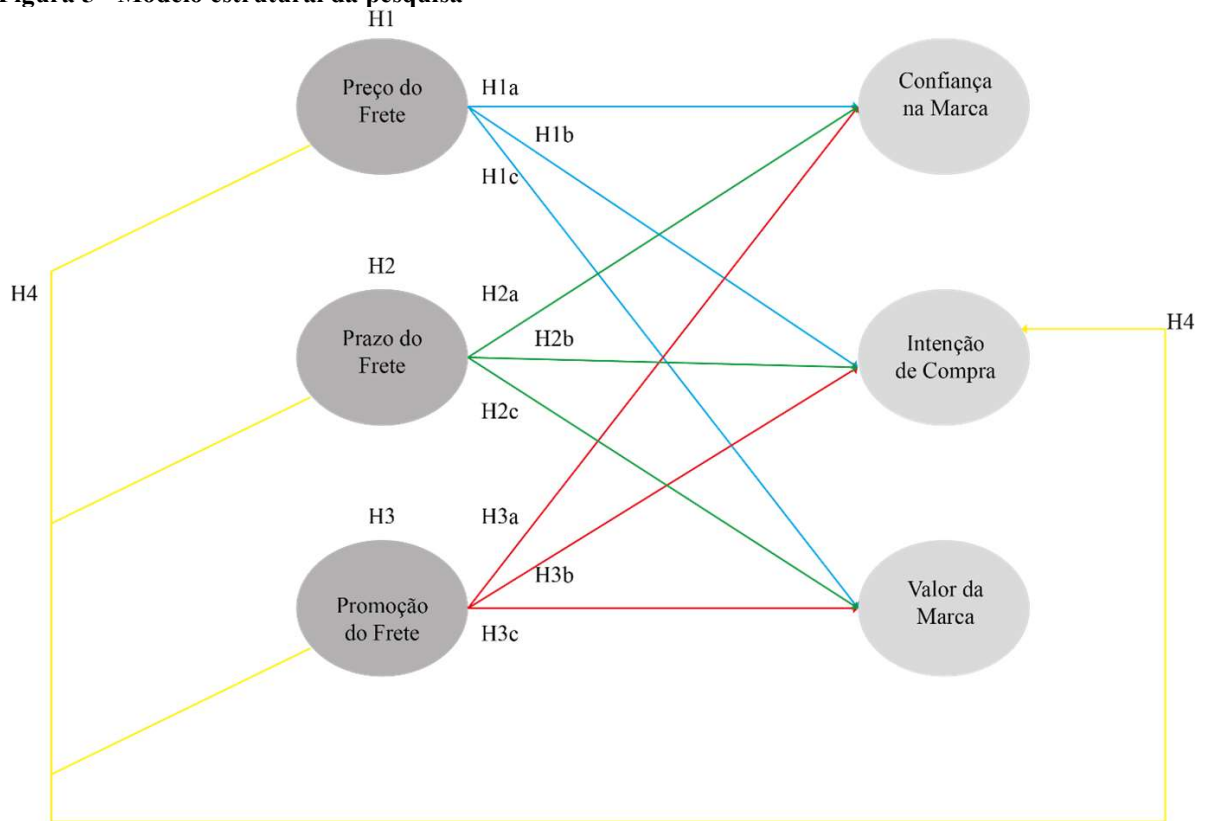 Figura 3 - Modelo estrutural da pesquisa
H1
Preço do
Frete
H1a
H1b
H1c
Confiança
na Marca
H4
H2
Prazo do
Frete
H2a
H2b
H2c
Intenção
de Compra
H4
H3
Promoção
do Frete
H3a
H3b
H3c
Valor da
Marca